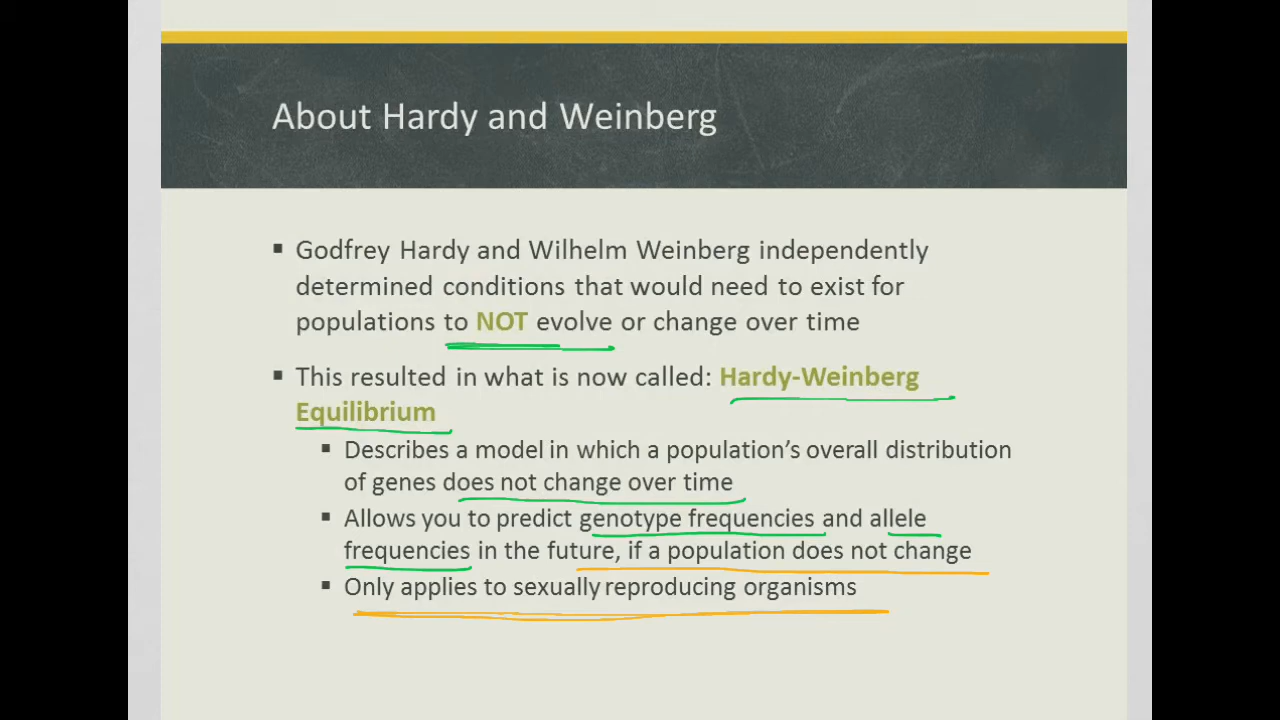 About Hardy and Weinberg
▪ Godfrey Hardy and Wilhelm Weinberg independently
determined conditions that would need to exist for
populations to NOT evolve or change over time
▪ This resulted in what is now called: Hardy-Weinberg
Equilibrium
▪ Describes a model in which a population’s overall distribution
of genes does not change over time
▪ Allows you to predict genotype frequencies and allele
frequencies in the future, if a population does not change
▪ Only applies to sexually reproducing organisms